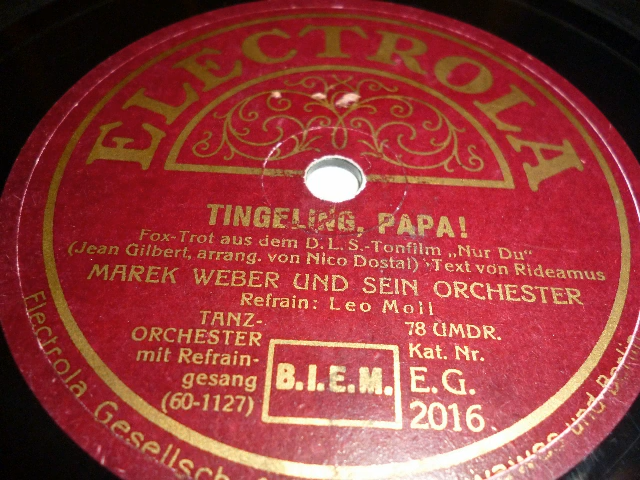 ELECTROLA
TINGELING, PAPA!
Fox-Trot aus dem D.L.S.-Tonfilm „Nur Du“
(Jean Gilbert, arrang. von Nico Dostal) Text von Rideamus
MAREK WEBER UND SEIN ORCHESTER
Refrain: Leo Moll
TANZ-
ORCHESTER
mit Refrain-
gesang
(60-1127)
B.I.E.M.
78 UMDR.
Kat. Nr.
E.G.
2016
Electrola Gesellsch
und Berlin